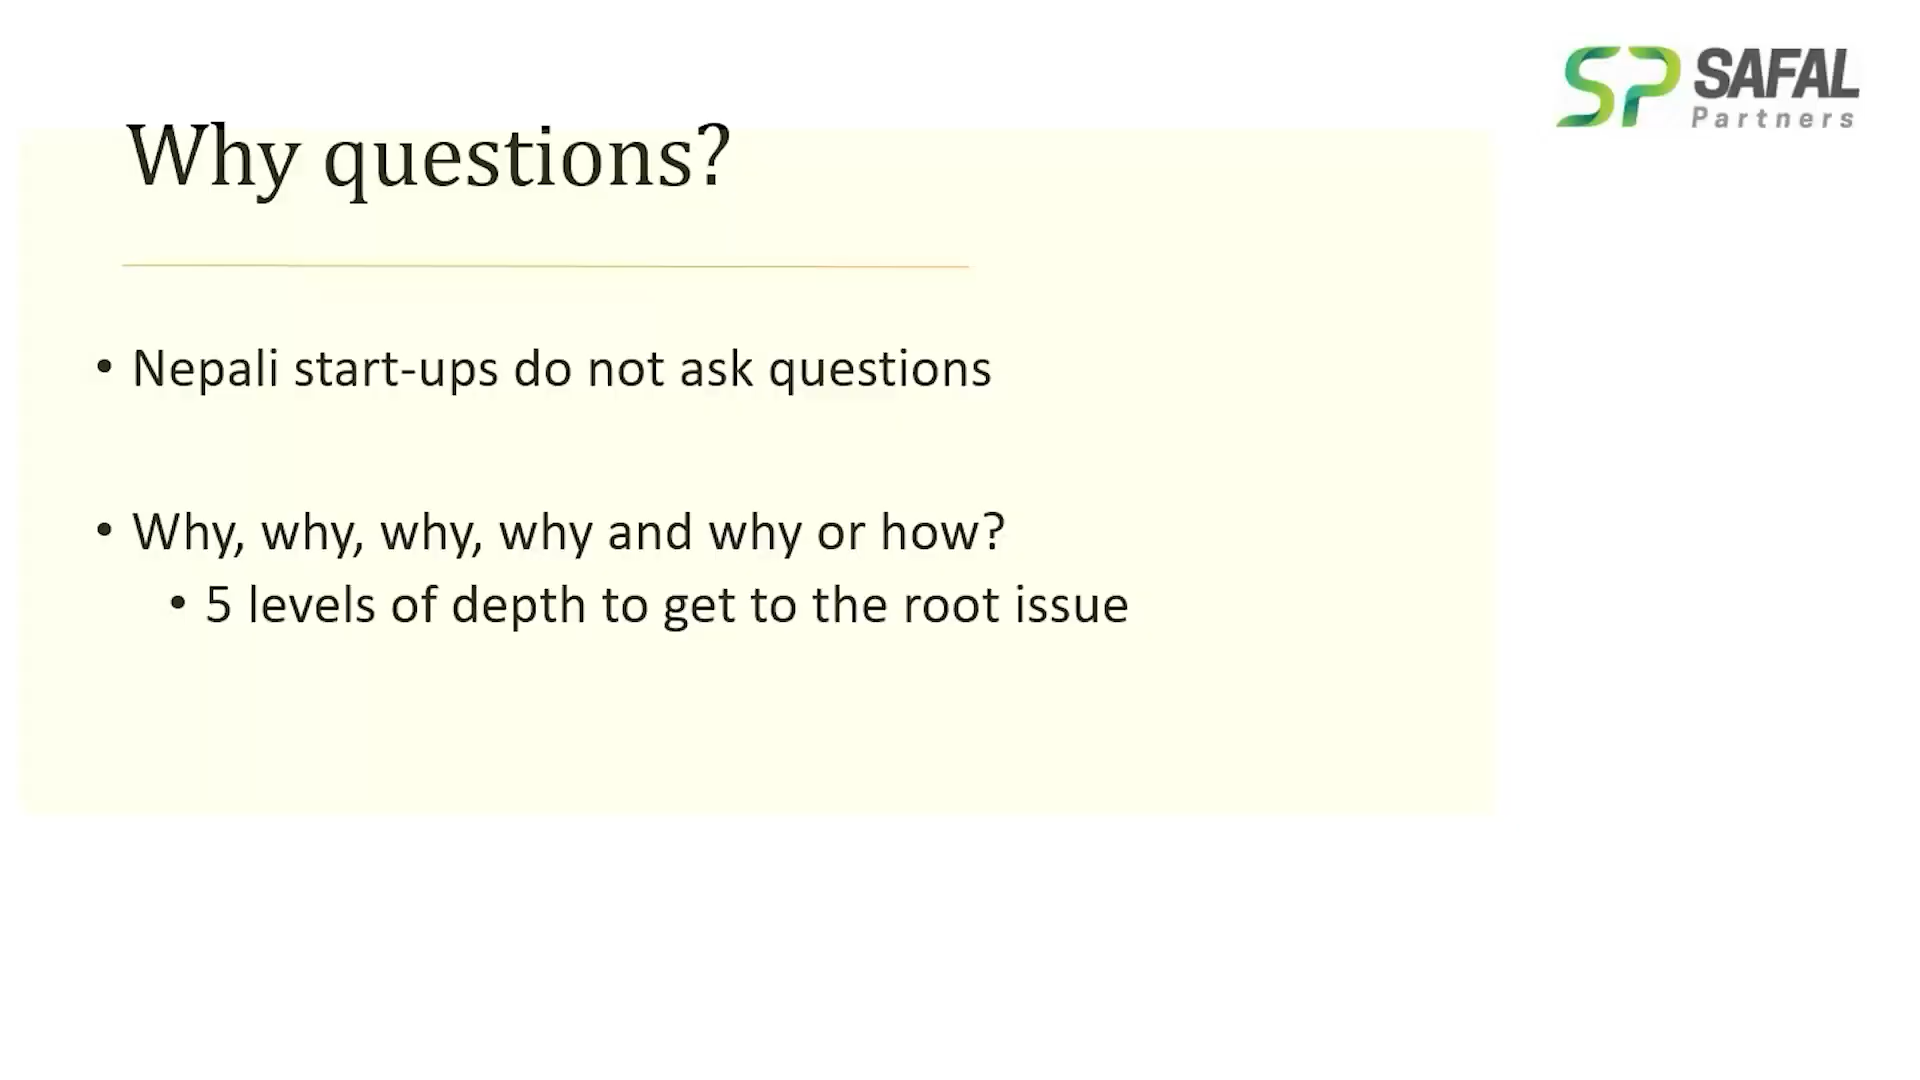 SP SAFAL
Partners
Why questions?
• Nepali start-ups do not ask questions
• Why, why, why, why and why or how?
• 5 levels of depth to get to the root issue